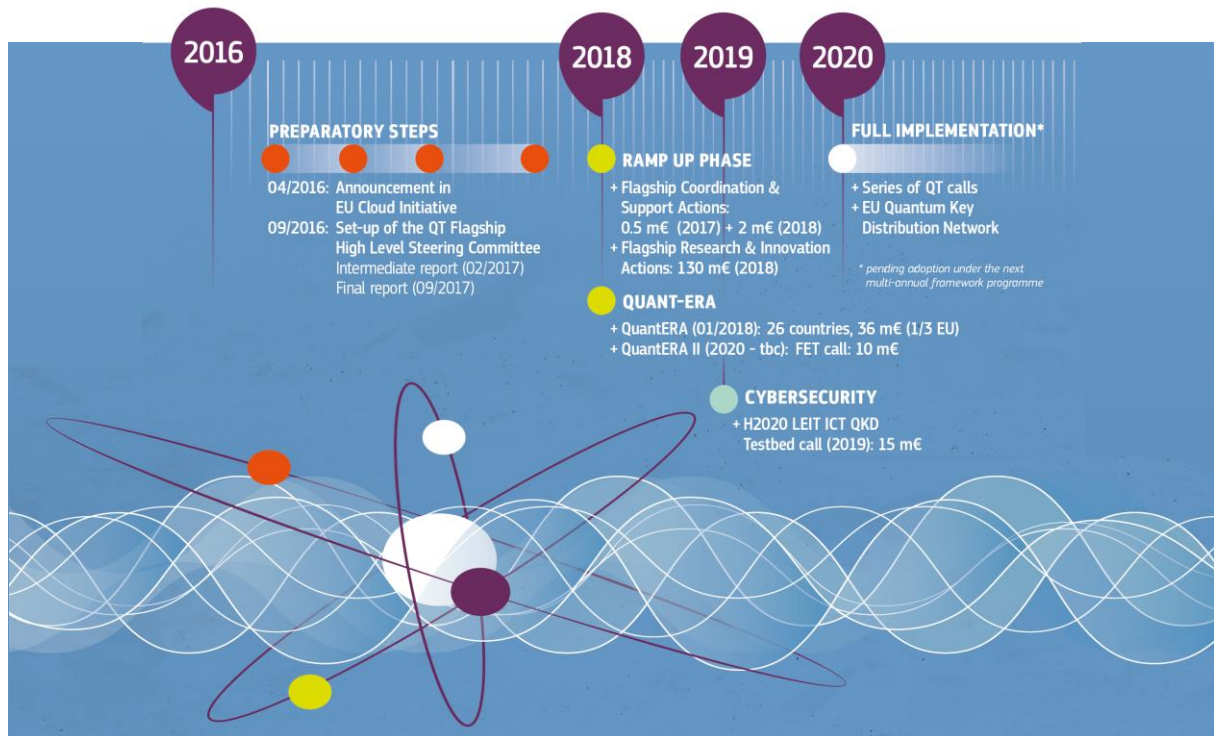 2016
2018
2019
2020
PREPARATORY STEPS
04/2016: Announcement in
EU Cloud Initiative
09/2016: Set-up of the QT Flagship
High Level Steering Committee
Intermediate report (02/2017)
Final report (09/2017)
RAMP UP PHASE
+ Flagship Coordination &
Support Actions:
0.5 m€ (2017) + 2 m€ (2018)
+ Flagship Research & Innovation
Actions: 130 m€ (2018)
QUANT-ERA
+ QuantERA (01/2018): 26 countries, 36 m€ (1/3 EU)
+ QuantERA II (2020 - tbc): FET call: 10 m€
CYBERSECURITY
+ H2020 LEIT ICT QKD
Testbed call (2019): 15 m€
FULL IMPLEMENTATION*
+ Series of QT calls
+ EU Quantum Key
Distribution Network
* pending adoption under the next
multi-annual framework programme